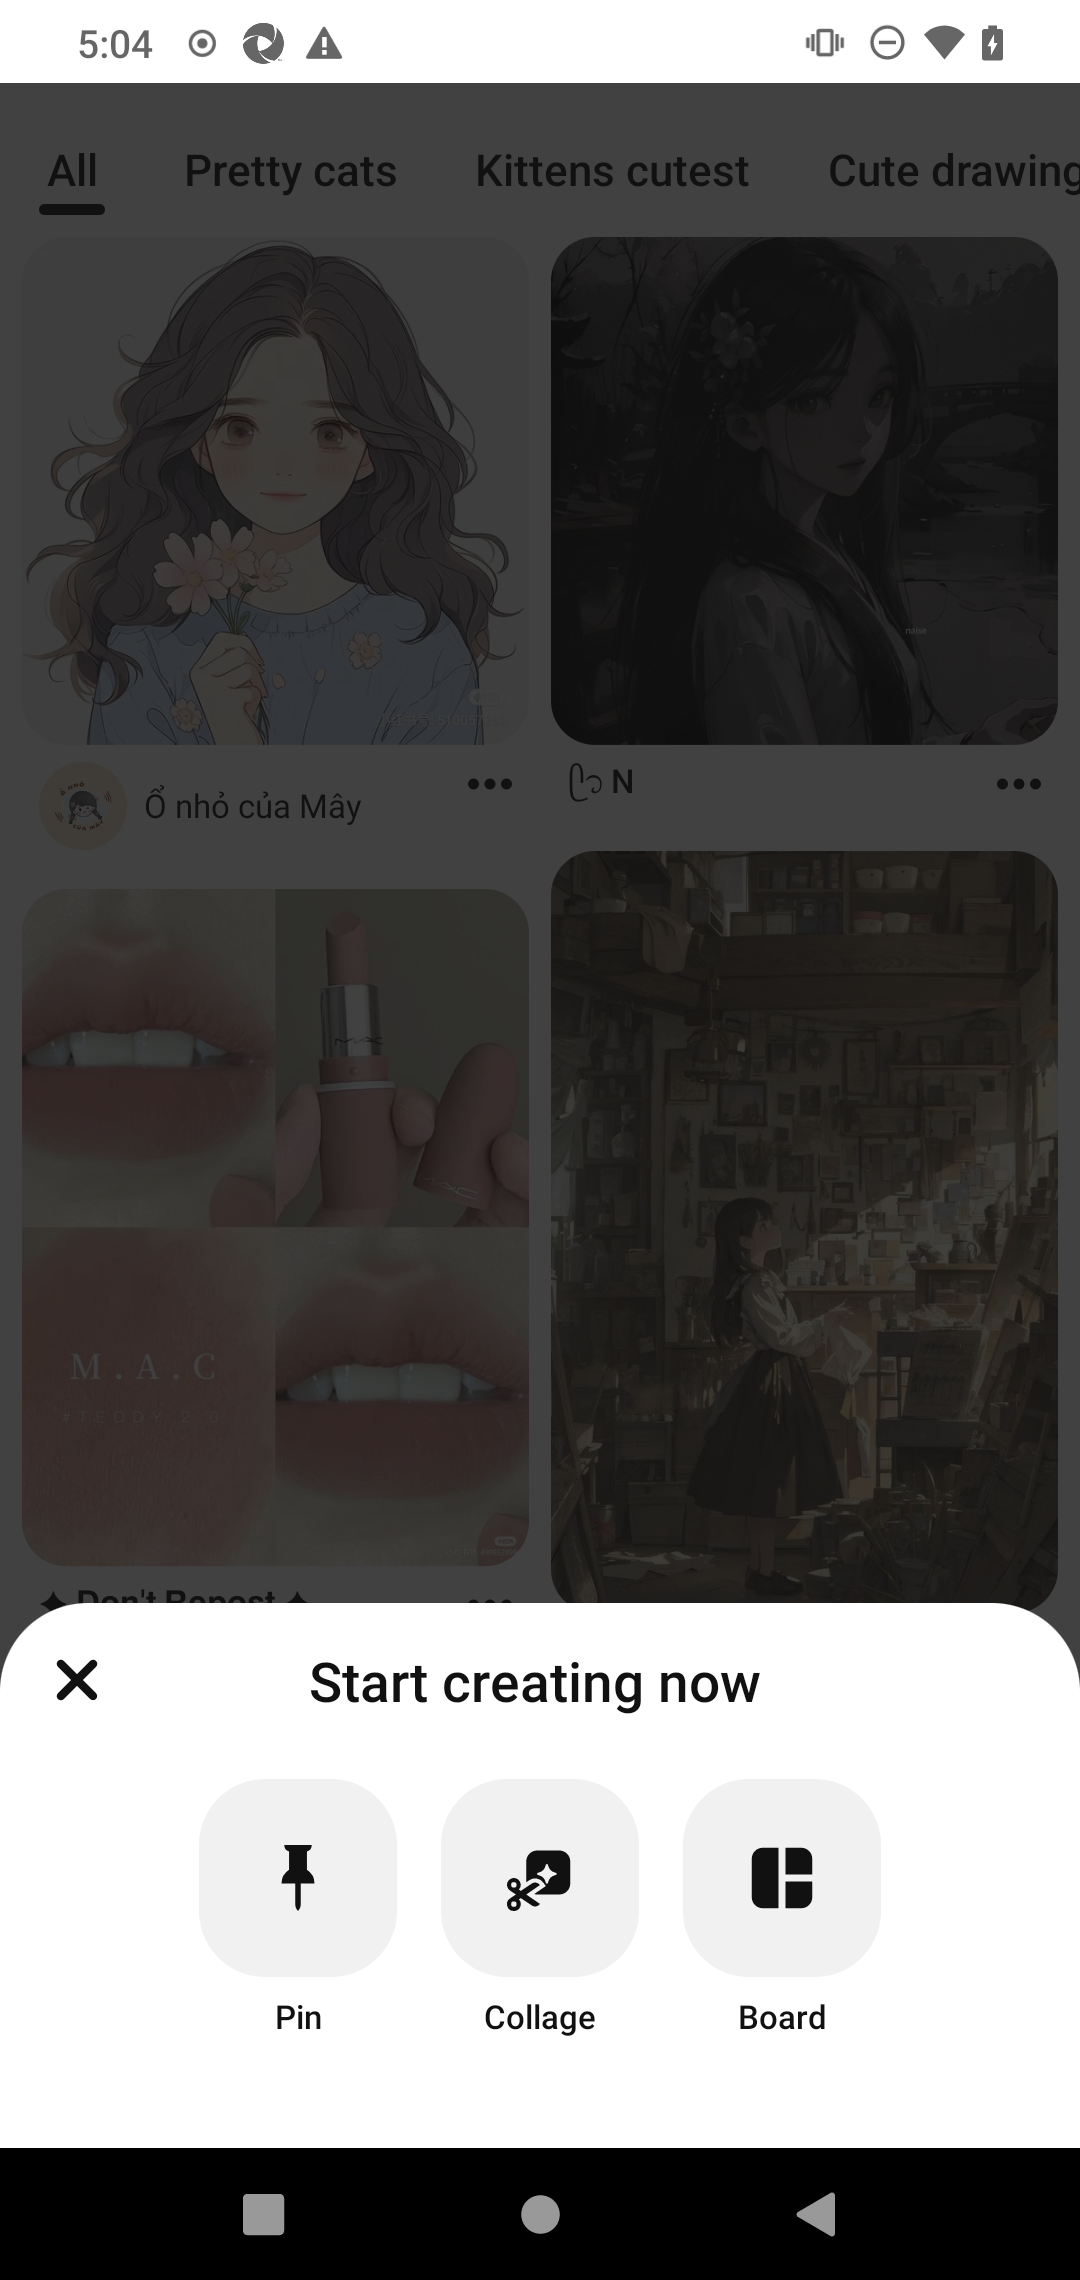 5:04
All
Pretty cats
Kittens cutest
Cute drawing
Ổ nhỏ của Mây
N
M.A.C
#TEDDY 2.0
Don't Repost
Start creating now
Pin
Collage
Board